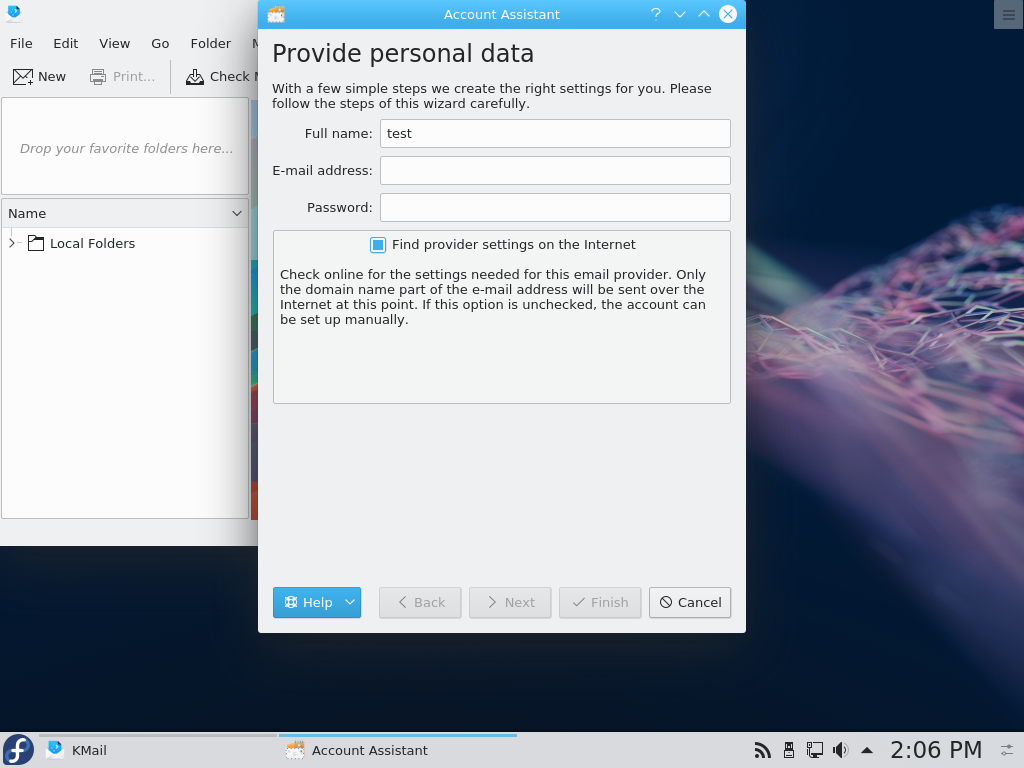 Account Assistant
?
File Edit View Go Folder
New Print... Check
Drop your favorite folders here...
Name
Local Folders
Provide personal data
With a few simple steps we create the right settings for you. Please
follow the steps of this wizard carefully.
Full name: test
E-mail address:
Password:
Find provider settings on the Internet
Check online for the settings needed for this email provider. Only
the domain name part of the e-mail address will be sent over the
Internet at this point. If this option is unchecked, the account can
be set up manually.
Help Back Next Finish Cancel
KMail Account Assistant 2:06 PM